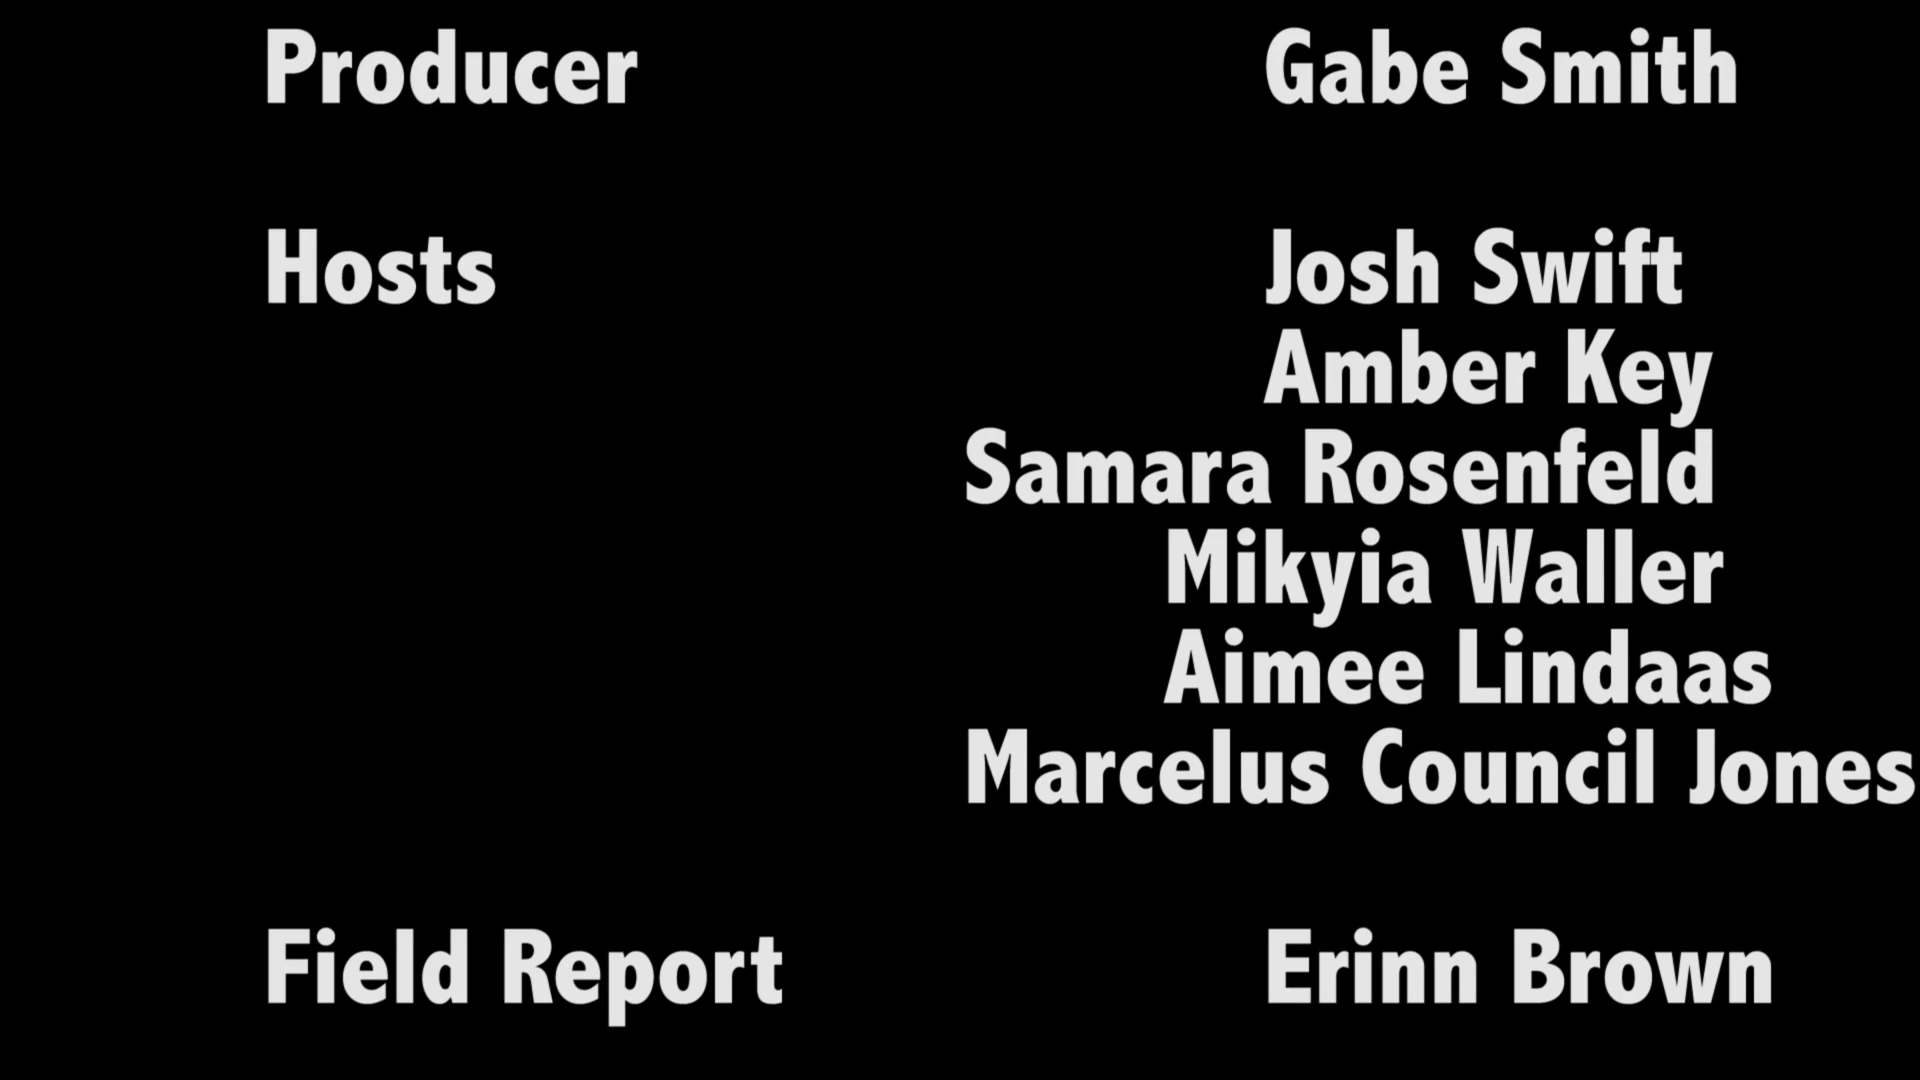 Producer Gabe Smith
Hosts Josh Swift
Amber Key
Samara Rosenfeld
Mikyia Waller
Aimee Lindaas
Marcelus Council Jones
Field Report Erinn Brown